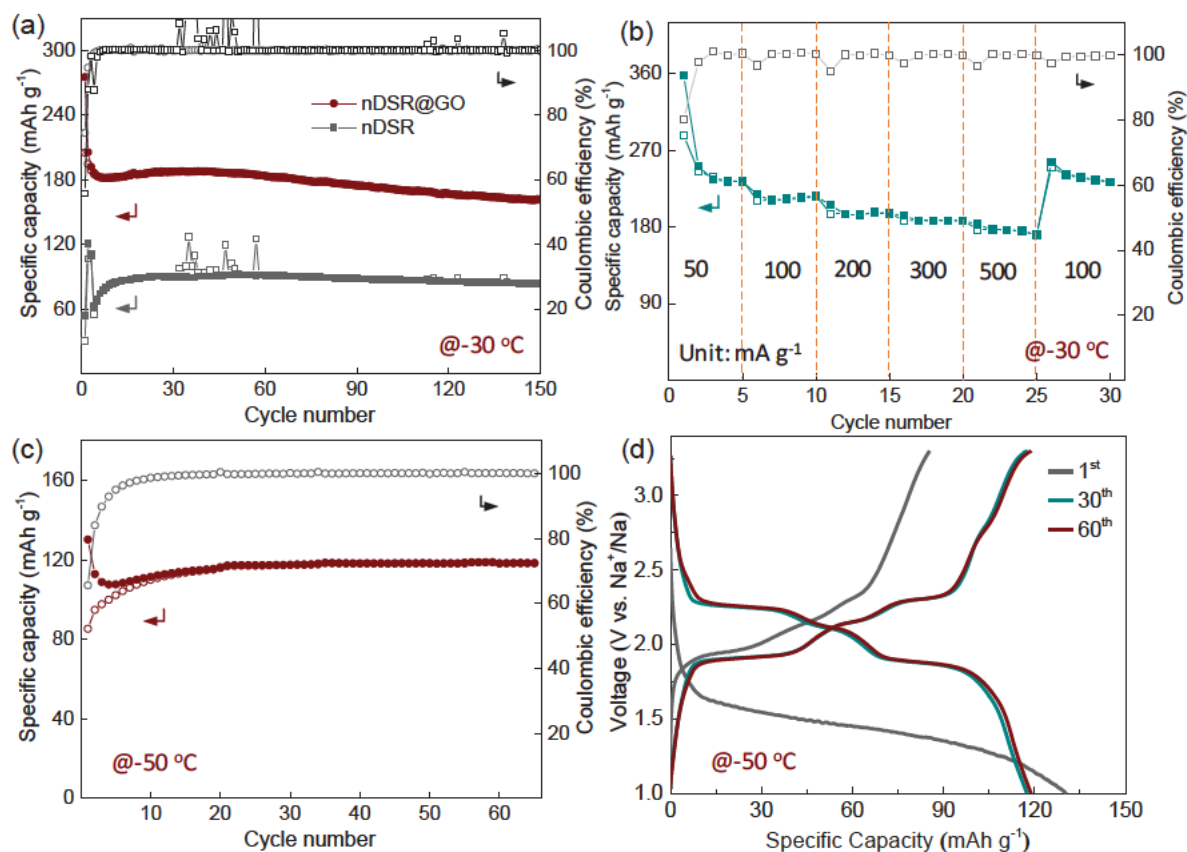 (a)
300
240
180
120
60
Specific capacity (mAh g⁻¹)
nDSR@GO
nDSR
@-30 °C
100
80
60
40
20
Coulombic efficiency (%)
0 30 60 90 120 150
Cycle number
(b)
360
270
180
90
Specific capacity (mAh g⁻¹)
50 100 200 300 500 100
Unit: mA g⁻¹
@-30 °C
100
80
60
40
20
Coulombic efficiency (%)
0 5 10 15 20 25 30
Cycle number
(c)
160
120
80
40
0
Specific capacity (mAh g⁻¹)
@-50 °C
100
80
60
40
20
0
Coulombic efficiency (%)
10 20 30 40 50 60
Cycle number
(d)
3.0
2.5
2.0
1.5
1.0
Voltage (V vs. Na⁺/Na)
1ˢᵗ
30ᵗʰ
60ᵗʰ
@-50 °C
0 30 60 90 120 150
Specific Capacity (mAh g⁻¹)